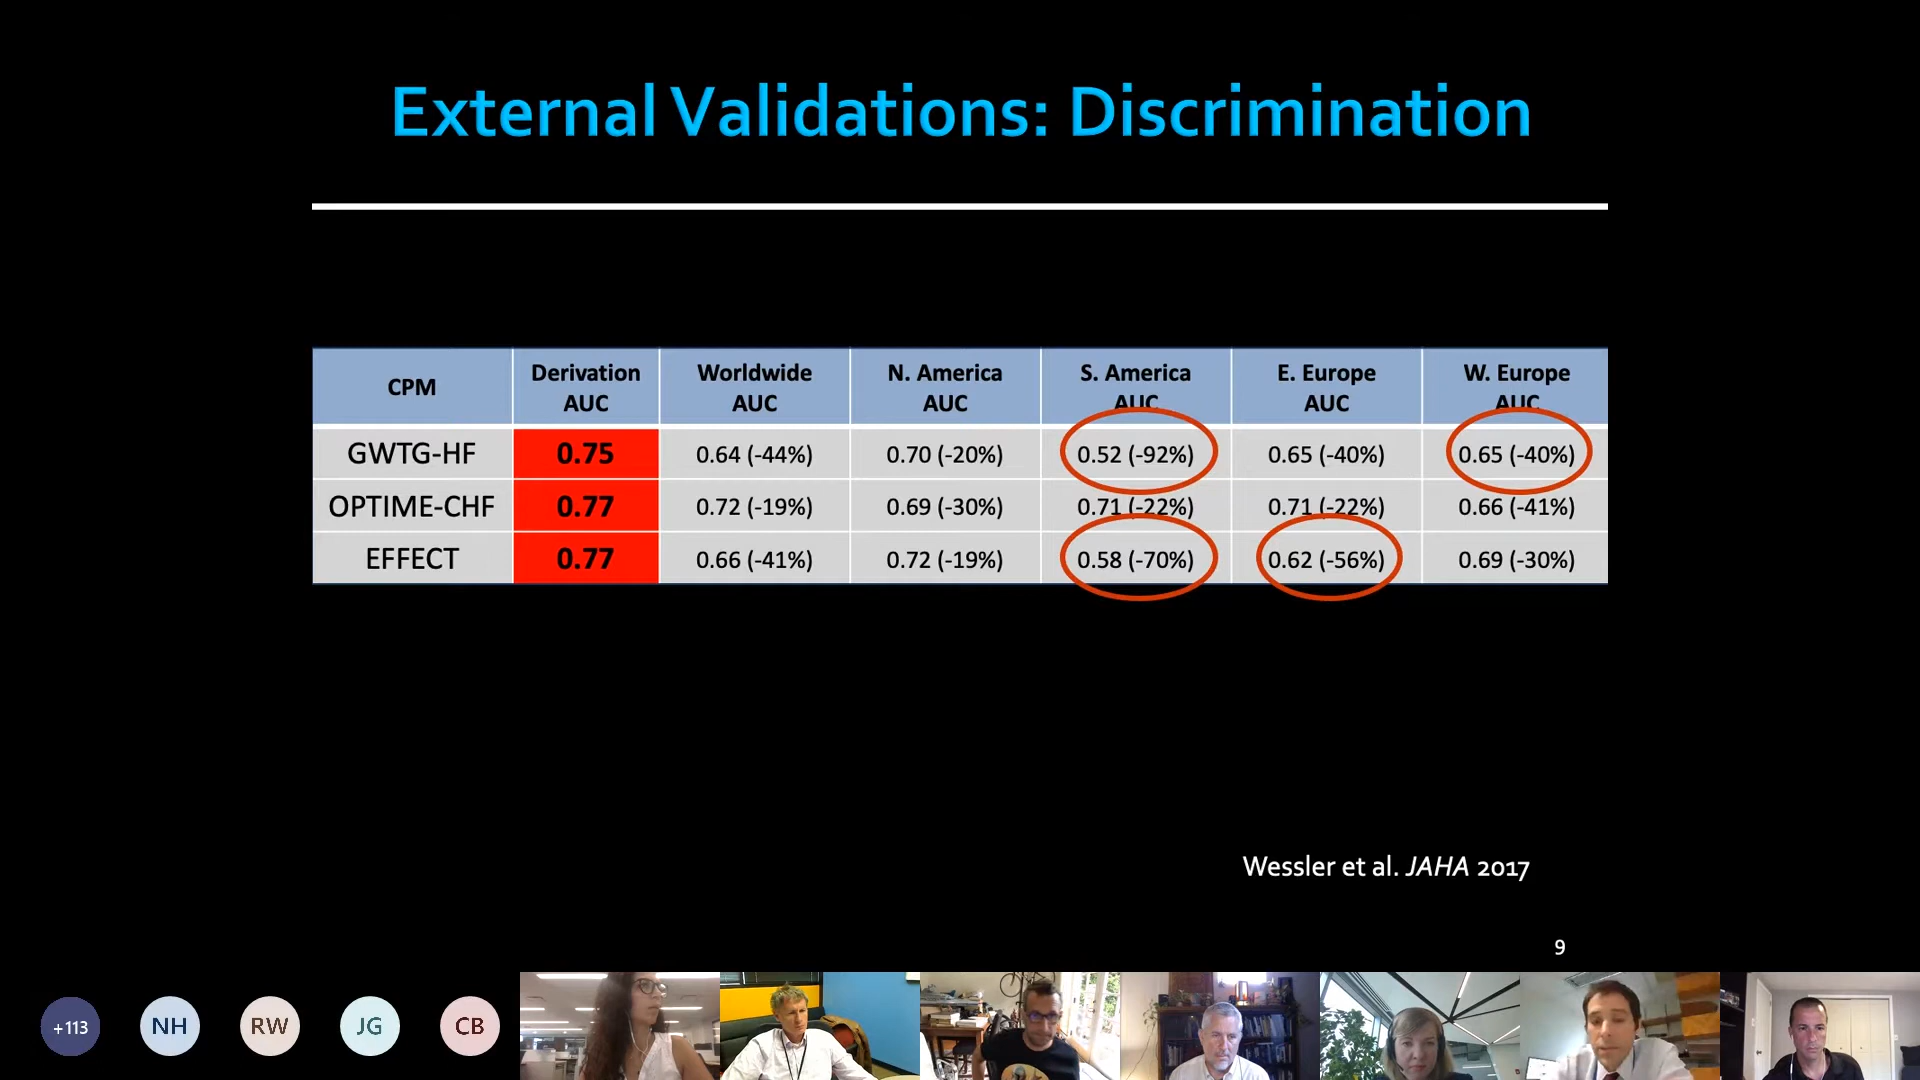 External Validations: Discrimination
CPM Derivation AUC Worldwide AUC N. America AUC S. America AUC E. Europe AUC W. Europe AUC
GWTG-HF 0.75 0.64 (-44%) 0.70 (-20%) 0.52 (-92%) 0.65 (-40%) 0.65 (-40%)
OPTIME-CHF 0.77 0.72 (-19%) 0.69 (-30%) 0.71 (-22%) 0.71 (-22%) 0.66 (-41%)
EFFECT 0.77 0.66 (-41%) 0.72 (-19%) 0.58 (-70%) 0.62 (-56%) 0.69 (-30%)
Wessler et al. JAHA 2017
9
+113 NH RW JG CB